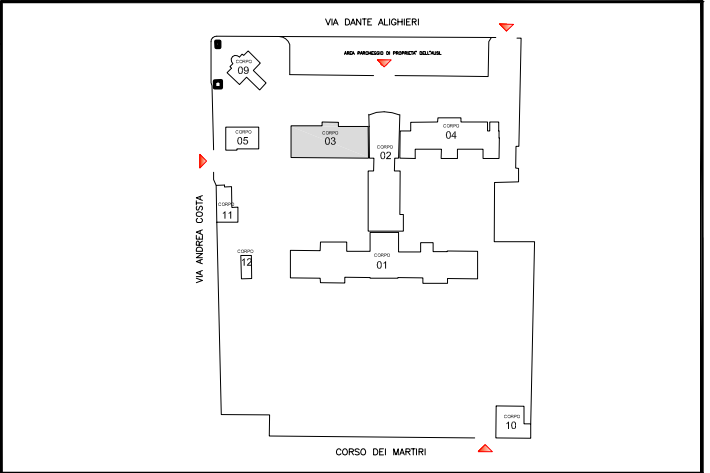 VIA DANTE ALIGHIERI
AREA PARCHEGGIO DI PROPRIETA' DELL'AUSL
CORPO
09
CORPO
05
CORPO
03
CORPO
02
CORPO
04
VIA ANDREA COSTA
CORPO
11
CORPO
12
CORPO
01
CORPO
10
CORSO DEI MARTIRI